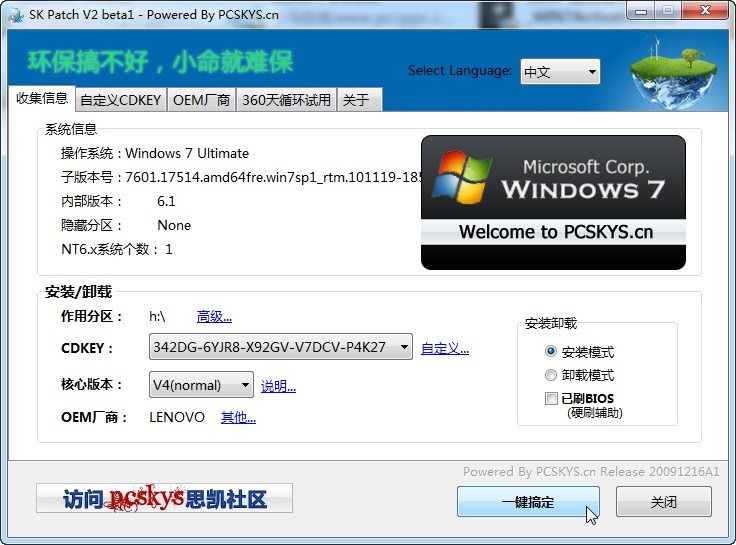 SK Patch V2 beta1 - Powered By PCSKYS.cn
环保搞不好，小命就难保
Select Language: 中文
收集信息 自定义CDKEY OEM厂商 360天循环试用 关于
系统信息
操作系统：Windows 7 Ultimate
子版本号：7601.17514.amd64fre.win7sp1_rtm.101119-185
内部版本： 6.1
隐藏分区： None
NT6.x系统个数： 1
Microsoft Corp.
WINDOWS 7
Welcome to PCSKYS.cn
安装/卸载
作用分区： h:\ 高级...
CDKEY： 342DG-6YJR8-X92GV-V7DCV-P4K27 自定义...
核心版本： V4(normal) 说明...
OEM厂商： LENOVO 其他...
安装卸载
安装模式
卸载模式
已刷BIOS
(硬刷辅助)
Powered By PCSKYS.cn Release 20091216A1
访问pcskys思凯社区
一键搞定 关闭